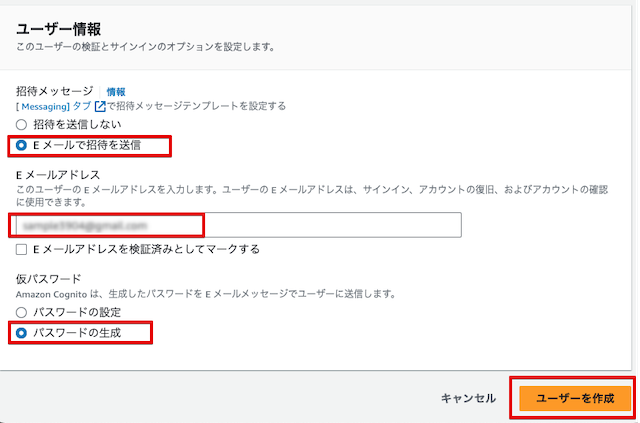 ユーザー情報
このユーザーの検証とサインインのオプションを設定します。
招待メッセージ | 情報
[ Messaging] タブ で招待メッセージテンプレートを設定する
招待を送信しない
E メールで招待を送信
E メールアドレス
このユーザーの E メールアドレスを入力します。ユーザーの E メールアドレスは、サインイン、アカウントの復旧、およびアカウントの確認
に使用できます。
E メールアドレスを検証済みとしてマークする
仮パスワード
Amazon Cognito は、生成したパスワードを E メールメッセージでユーザーに送信します。
パスワードの設定
パスワードの生成
キャンセル ユーザーを作成